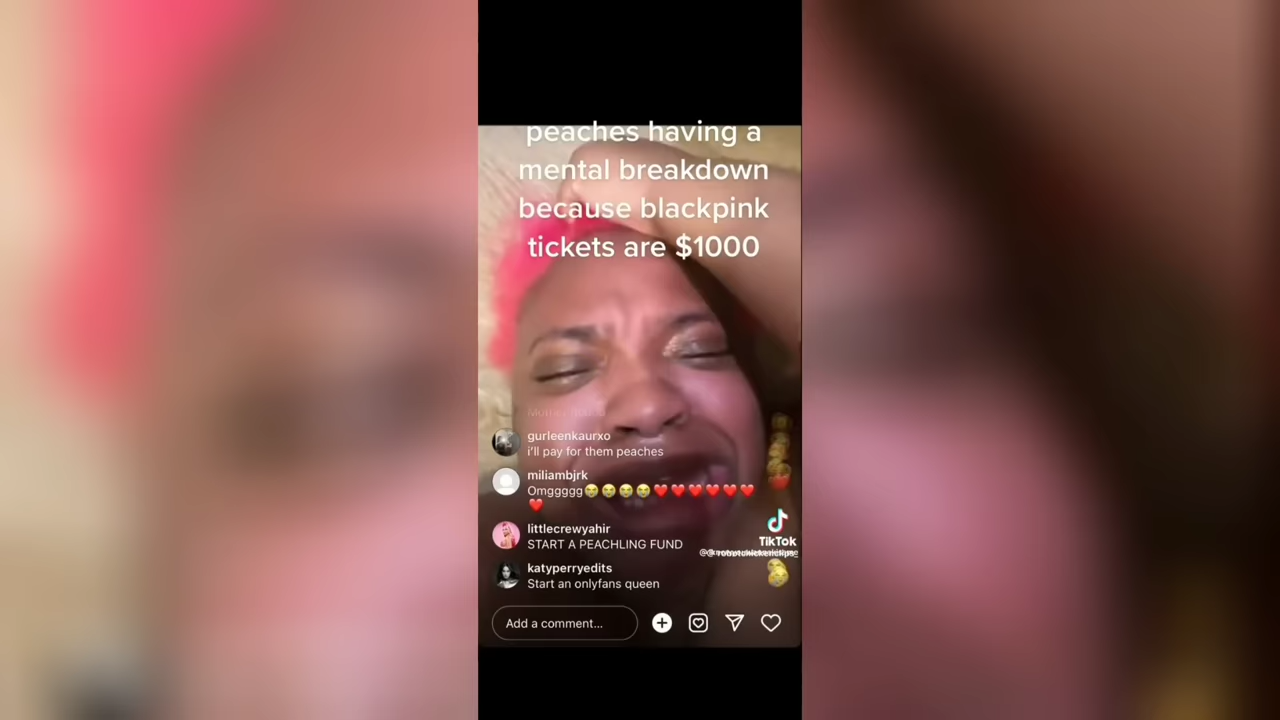 peaches having a
mental breakdown
because blackpink
tickets are $1000
gurleenkaurxo
i'll pay for them peaches
miliambjrk
Omggggg😭😭😭😭❤️❤️❤️❤️❤️❤️
❤️
littlecrewyahir
START A PEACHLING FUND
TikTok
katyperryedits
Start an onlyfans queen
Add a comment...